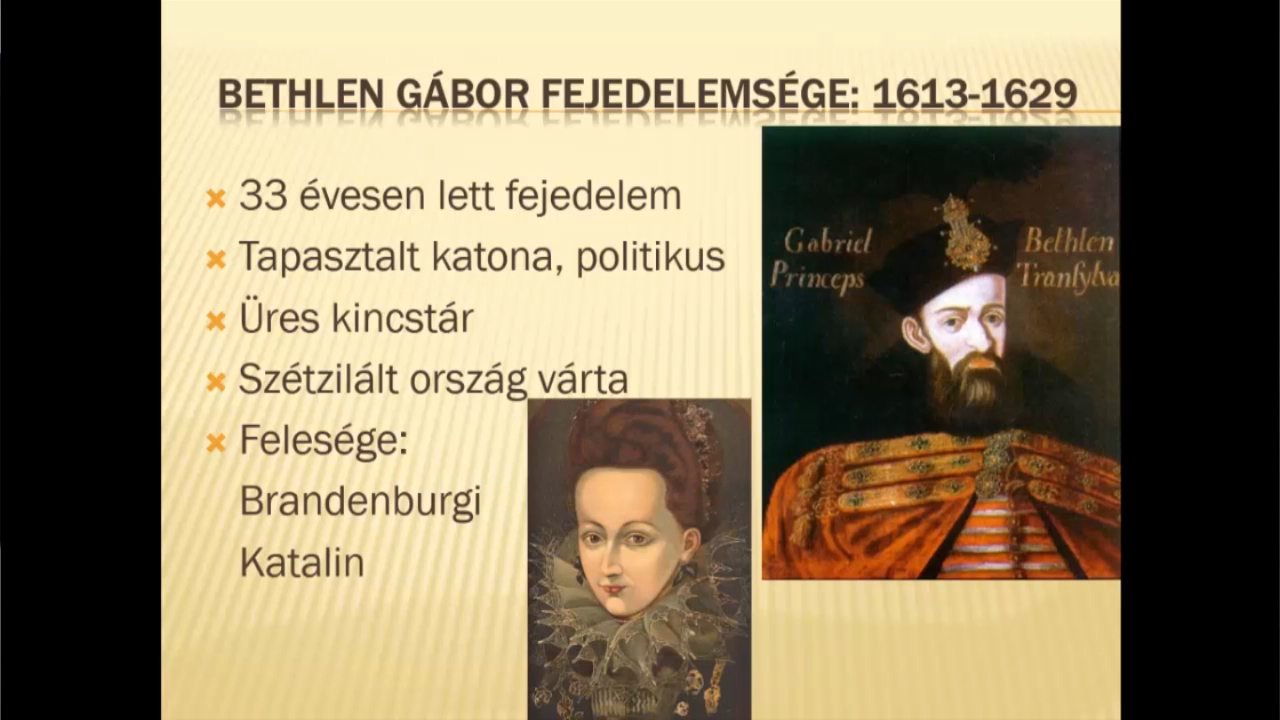 BETHLEN GÁBOR FEJEDELEMSÉGE: 1613-1629
33 évesen lett fejedelem
Tapasztalt katona, politikus
Üres kincstár
Szétzilált ország várta
Felesége:
Brandenburgi
Katalin
Gabriel Bethlen
Princeps Transylva